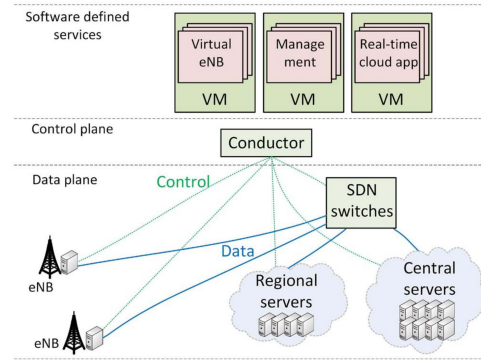 Software defined
services
Virtual
eNB
VM
Manage
ment
VM
Real-time
cloud app
VM
Control plane
Conductor
Data plane
Control
SDN
switches
Data
eNB
Regional
servers
Central
servers
eNB